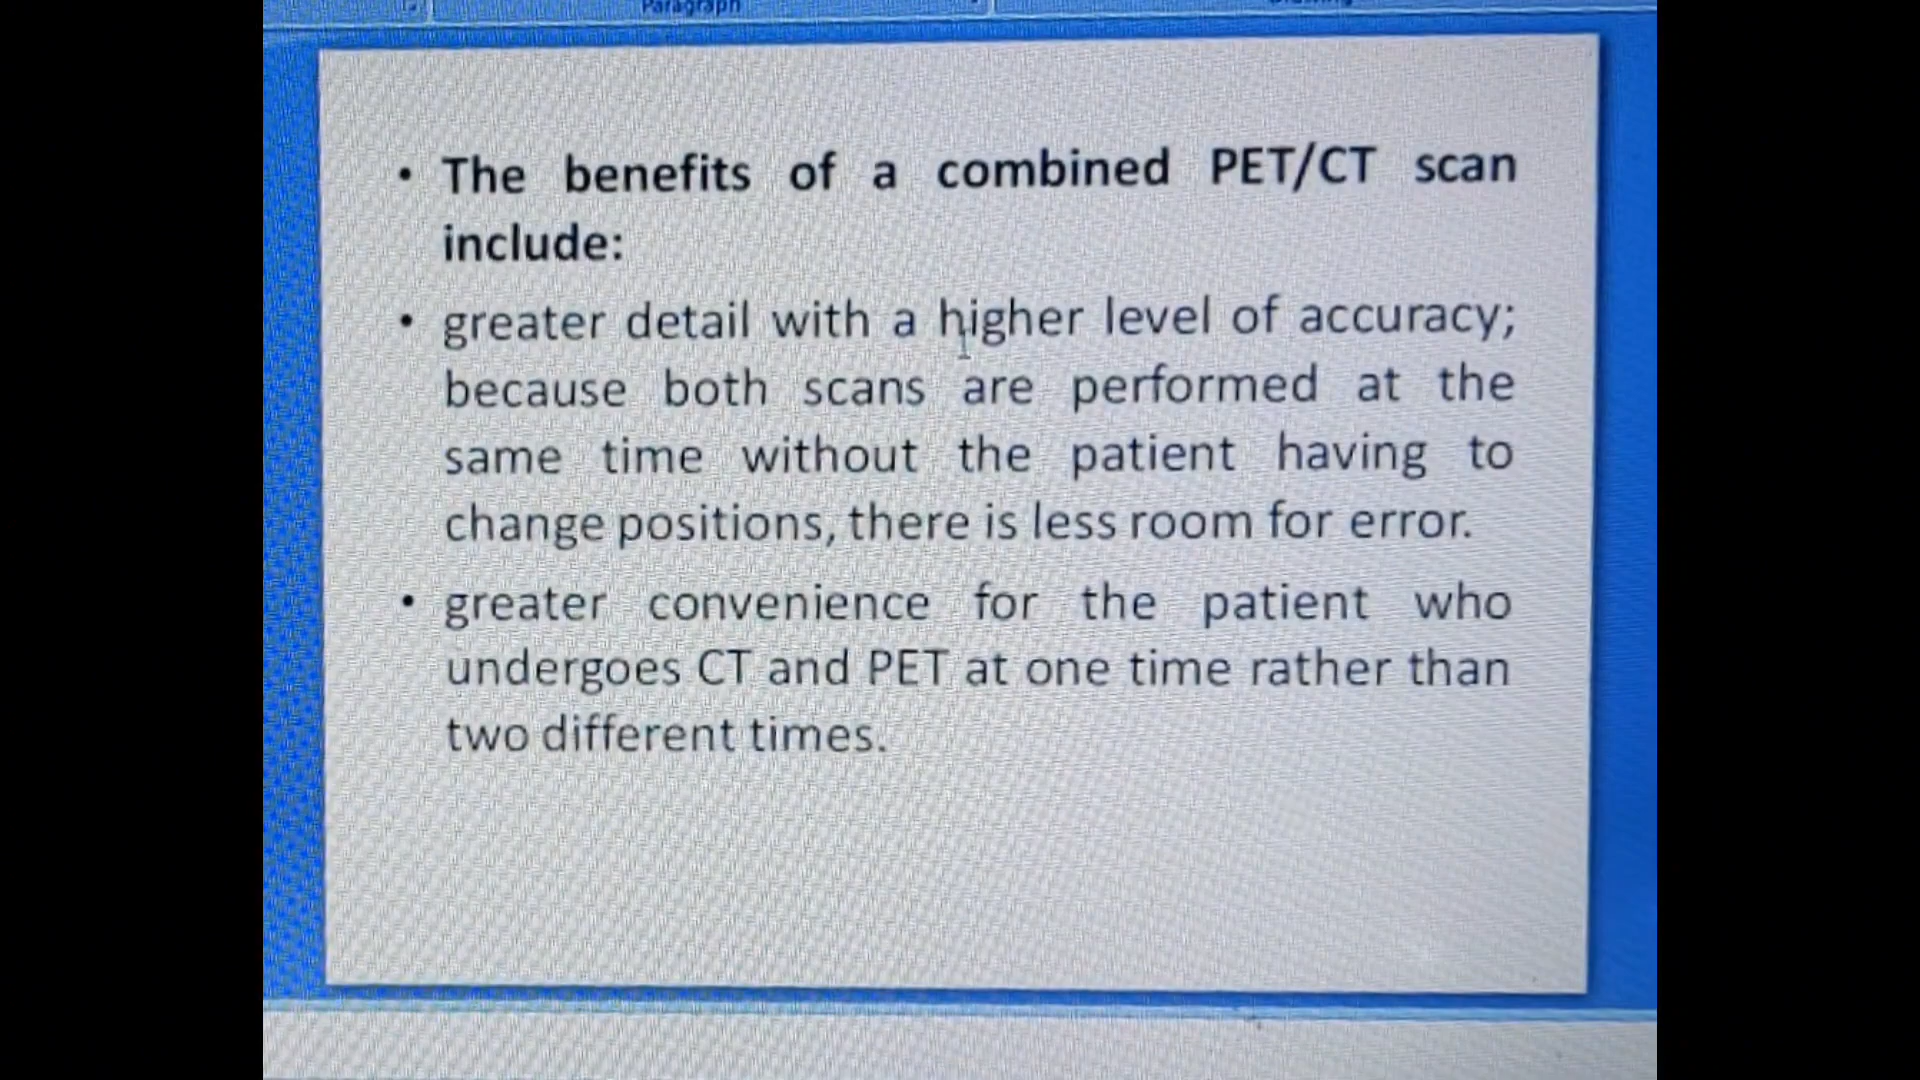 Paragraph
• The benefits of a combined PET/CT scan
include:
• greater detail with a higher level of accuracy;
because both scans are performed at the
same time without the patient having to
change positions, there is less room for error.
• greater convenience for the patient who
undergoes CT and PET at one time rather than
two different times.